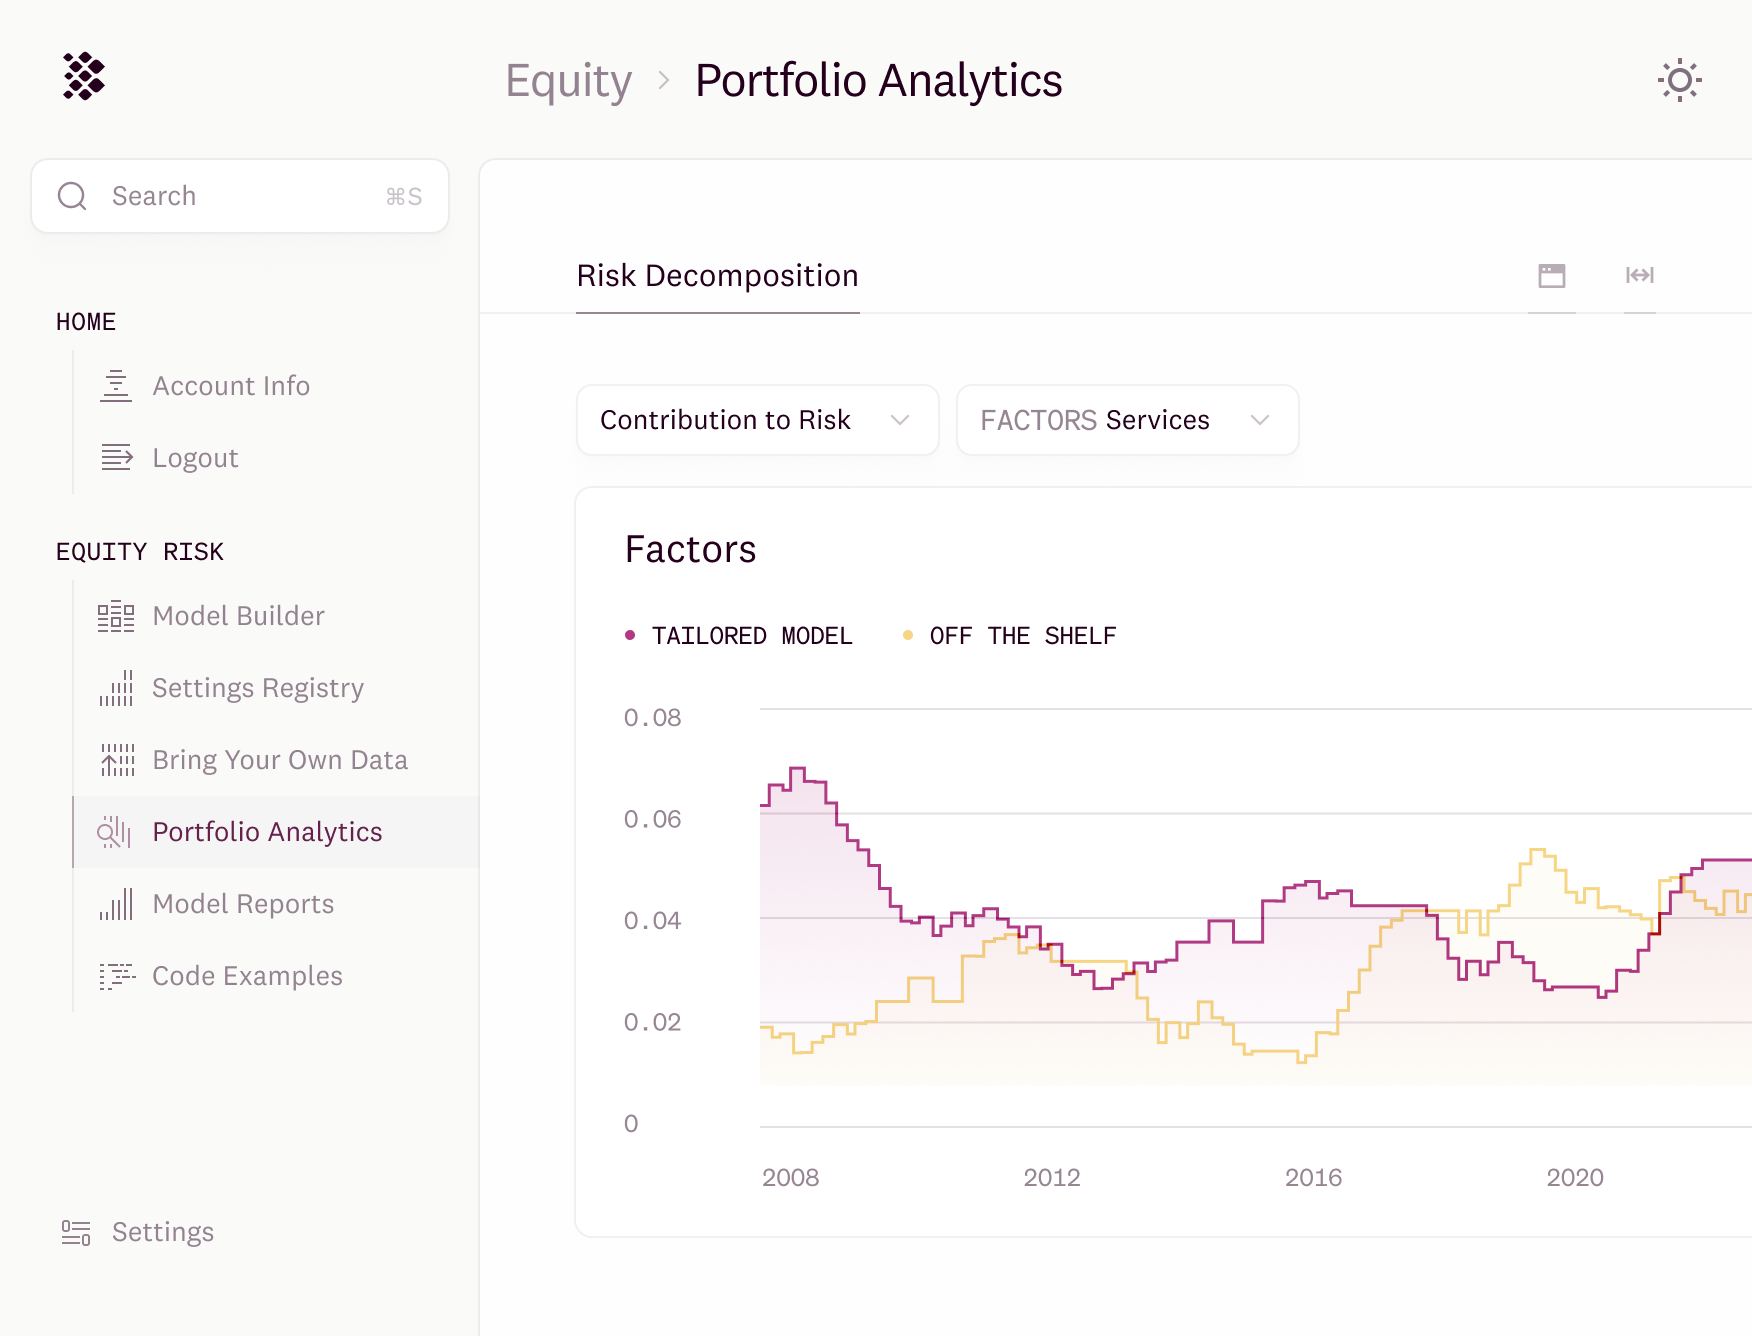 Equity > Portfolio Analytics
Search ⌘S
HOME
Account Info
Logout
EQUITY RISK
Model Builder
Settings Registry
Bring Your Own Data
Portfolio Analytics
Model Reports
Code Examples
Settings
Risk Decomposition
Contribution to Risk
FACTORS Services
Factors
TAILORED MODEL
OFF THE SHELF
0.08
0.06
0.04
0.02
0
2008 2012 2016 2020